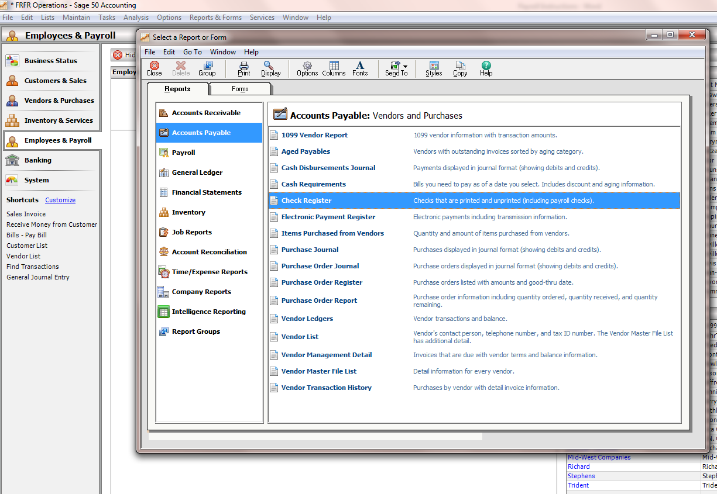 * FRFR Operations - Sage 50 Accounting
File Edit Lists Maintain Tasks Analysis Options Reports & Forms Services Window Help
Employees & Payroll
Business Status
Customers & Sales
Vendors & Purchases
Inventory & Services
Employees & Payroll
Banking
System
Shortcuts Customize
Sales Invoice
Receive Money from Customer
Bills - Pay Bill
Customer List
Vendor List
Find Transactions
General Journal Entry
Hid
Employ
Select a Report or Form
File Edit Go To Window Help
Close Delete Group Print Display Options Columns Fonts Send To Styles Copy Help
Reports Forms
Accounts Receivable
Accounts Payable
Payroll
General Ledger
Financial Statements
Inventory
Job Reports
Account Reconciliation
Time/Expense Reports
Company Reports
Intelligence Reporting
Report Groups
Accounts Payable: Vendors and Purchases
1099 Vendor Report 1099 vendor information with transaction amounts.
Aged Payables Vendors with outstanding invoices sorted by aging category.
Cash Disbursements Journal Payments displayed in journal format (showing debits and credits).
Cash Requirements Bills you need to pay as of a date you select. Includes discount and aging information.
Check Register Checks that are printed and unprinted (including payroll checks).
Electronic Payment Register Electronic payments including transmission information.
Items Purchased from Vendors Quantity and amount of items purchased from vendors.
Purchase Journal Purchases displayed in journal format (showing debits and credits).
Purchase Order Journal Purchase orders displayed in journal format (showing debits and credits).
Purchase Order Register Purchase orders listed with amounts and good-thru date.
Purchase Order Report Purchase order information including quantity ordered, quantity received, and quantity
remaining.
Vendor Ledgers Vendor transactions and balance.
Vendor List Vendor's contact person, telephone number, and tax ID number. The Vendor Master File List
has additional detail.
Vendor Management Detail Invoices that are due with vendor terms and balance information.
Vendor Master File List Detail information for every vendor.
Vendor Transaction History Purchases by vendor with detail invoice information.
Mid-West Companies Mid-W
Richard Richa
Stephens Steph
Trident Trider